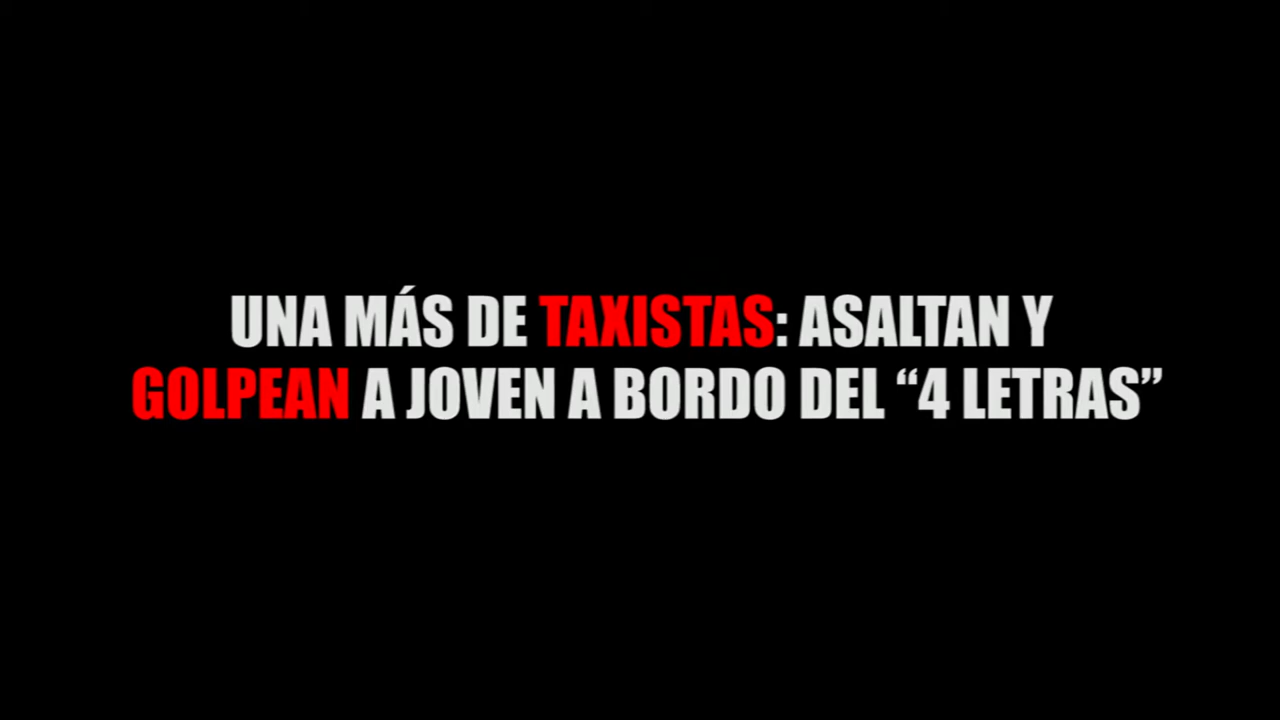 UNA MÁS DE TAXISTAS: ASALTAN Y
GOLPEAN A JOVEN A BORDO DEL “4 LETRAS”